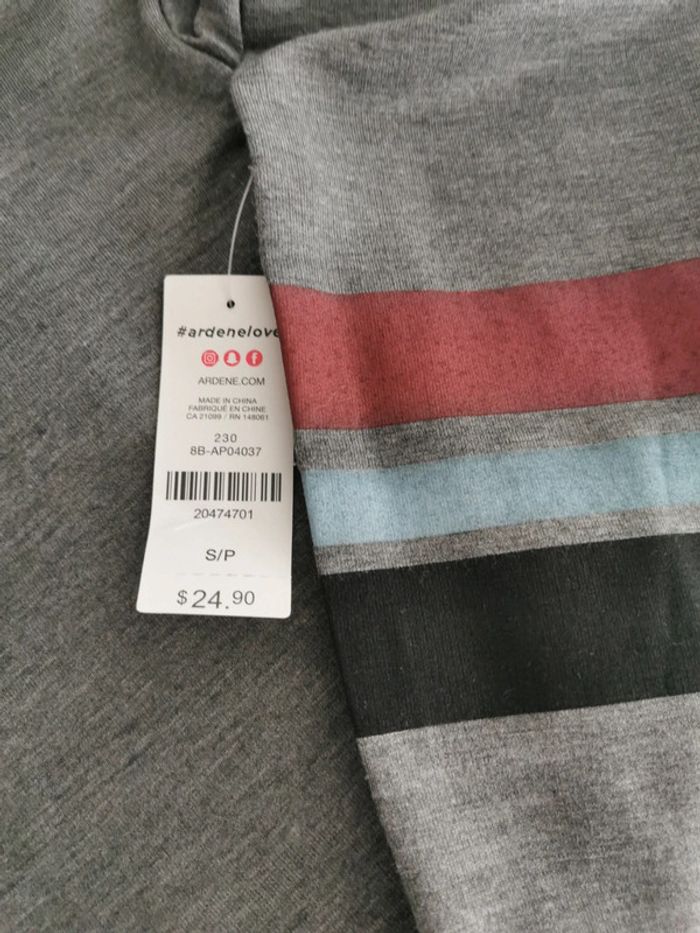 #ardenelove
ARDENE.COM
MADE IN CHINA
FABRIQUÉ EN CHINE
CA 21099 / RN 148061
230
8B-AP04037
20474701
S/P
$24.90